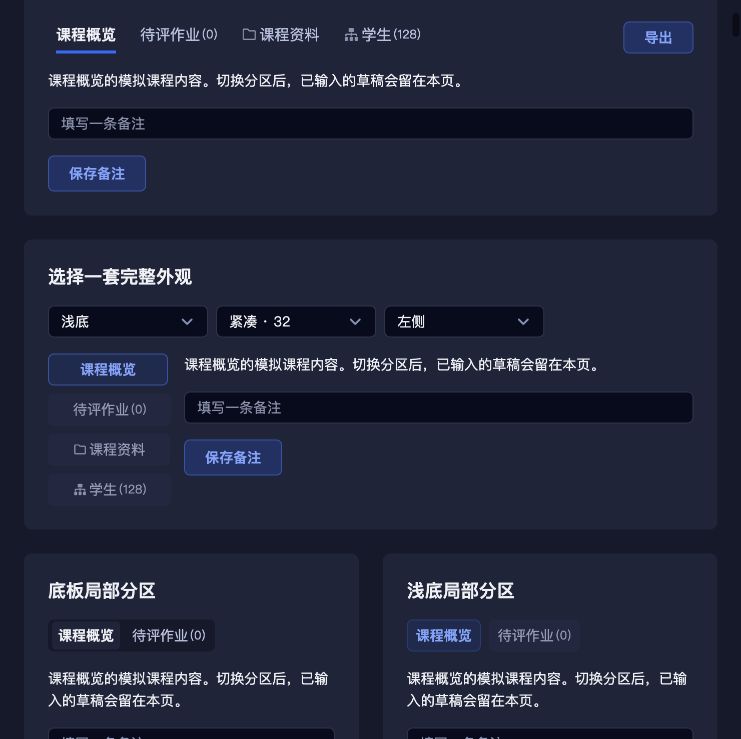 课程概览 待评作业(0) 课程资料 学生(128) 导出
课程概览的模拟课程内容。切换分区后，已输入的草稿会留在本页。
填写一条备注
保存备注
选择一套完整外观
浅底 紧凑 · 32 左侧
课程概览
待评作业(0)
课程资料
学生(128)
课程概览的模拟课程内容。切换分区后，已输入的草稿会留在本页。
填写一条备注
保存备注
底板局部分区
课程概览 待评作业(0)
课程概览的模拟课程内容。切换分区后，已输
入的草稿会留在本页。
浅底局部分区
课程概览 待评作业(0)
课程概览的模拟课程内容。切换分区后，已输
入的草稿会留在本页。